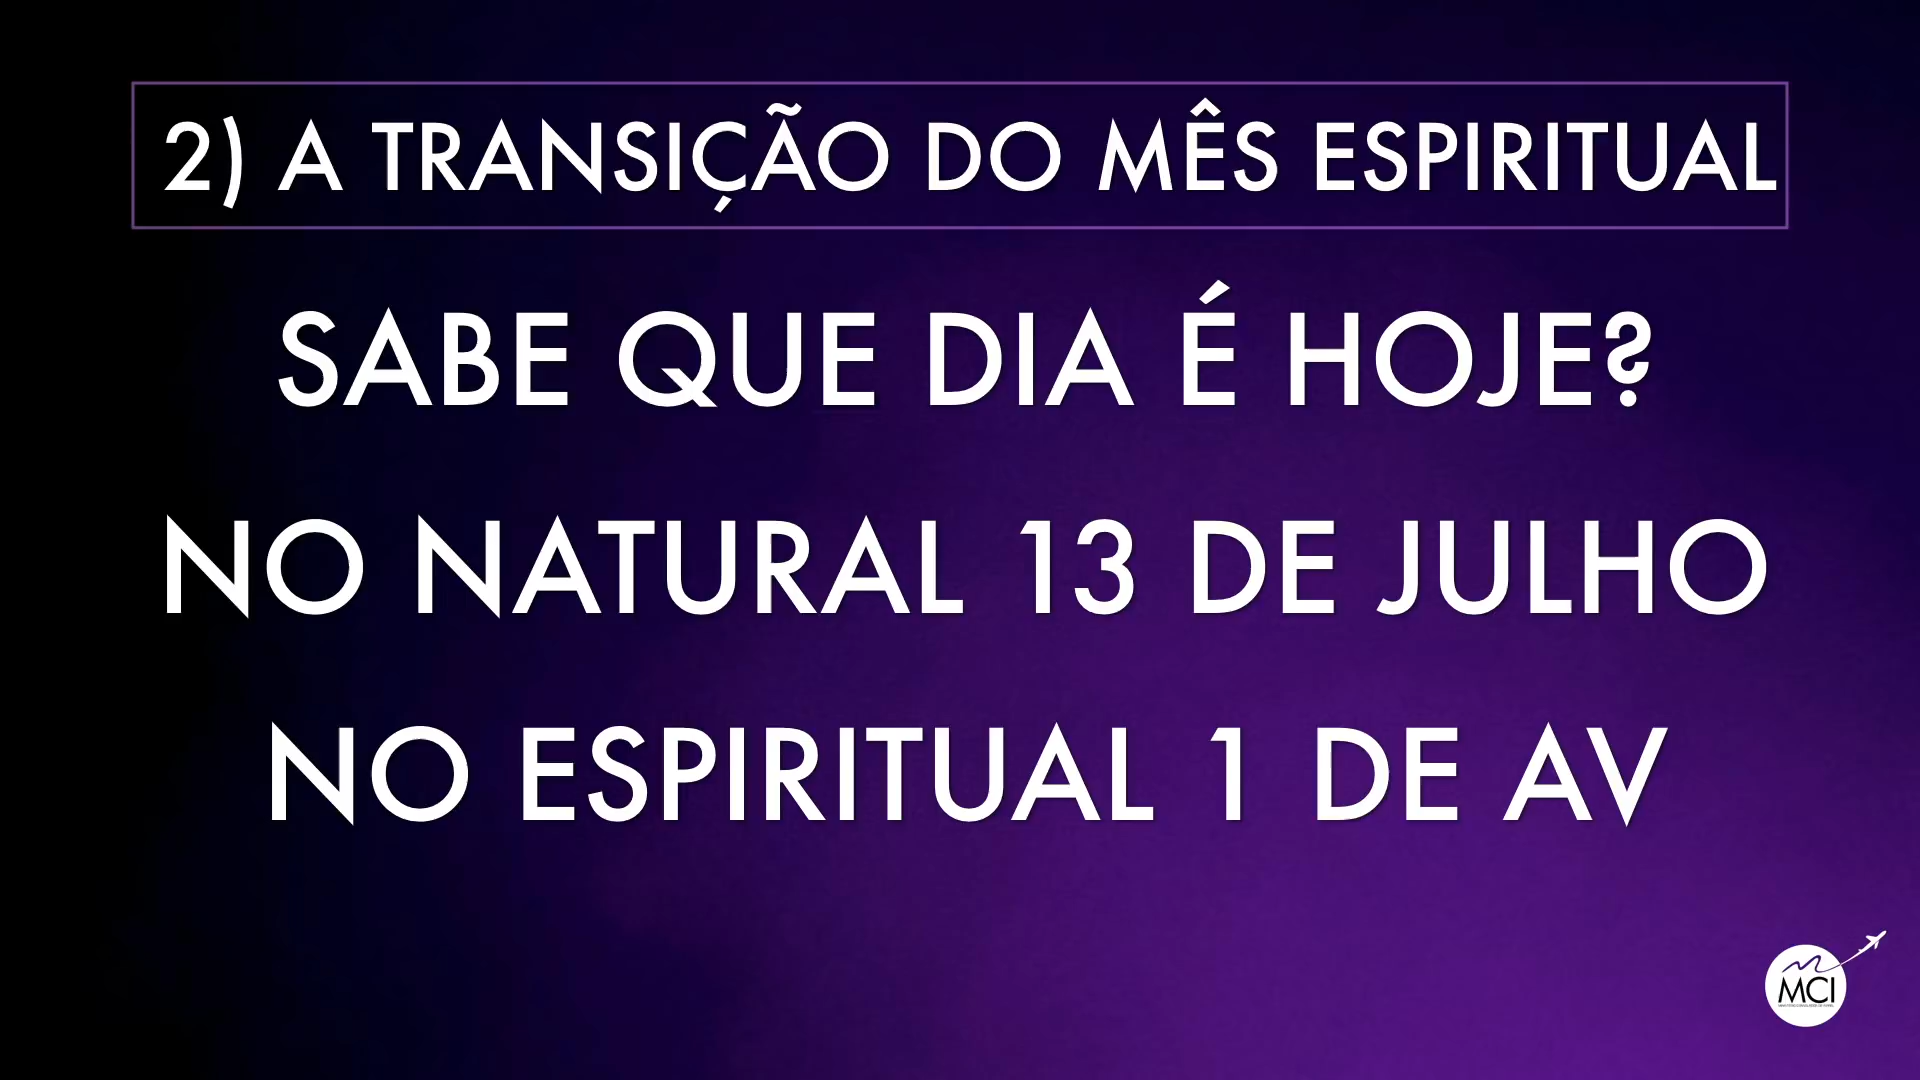 2) A TRANSIÇÃO DO MÊS ESPIRITUAL
SABE QUE DIA É HOJE?
NO NATURAL 13 DE JULHO
NO ESPIRITUAL 1 DE AV
MCI